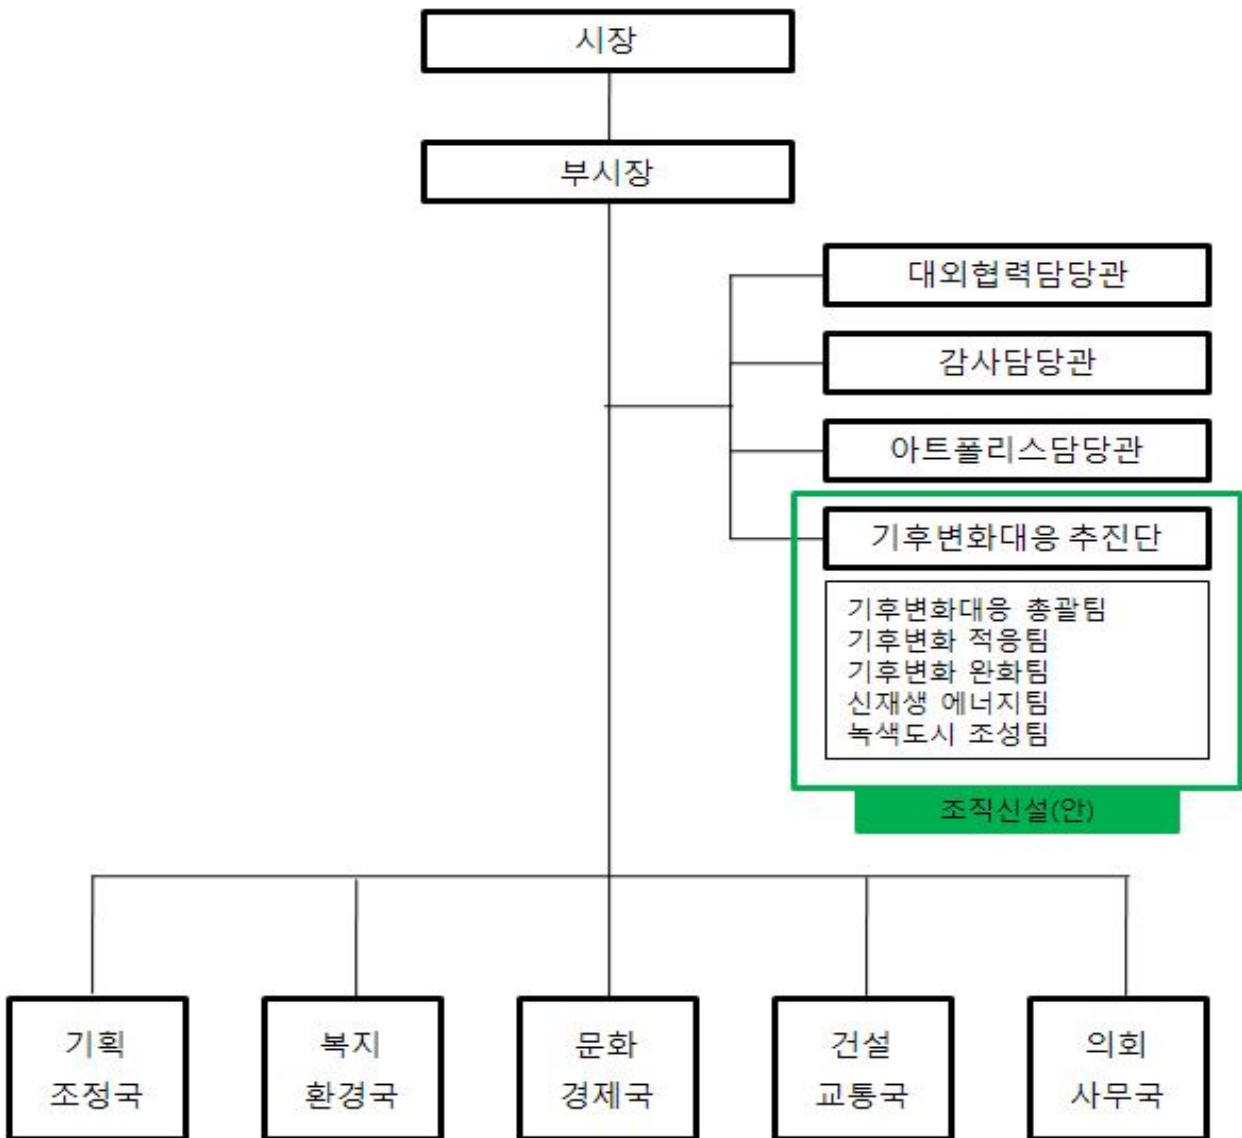 시장
부시장
대외협력담당관
감사담당관
아트폴리스담당관
기후변화대응 추진단
기후변화대응 총괄팀
기후변화 적응팀
기후변화 완화팀
신재생 에너지팀
녹색도시 조성팀
조직신설(안)
기획
조정국
복지
환경국
문화
경제국
건설
교통국
의회
사무국